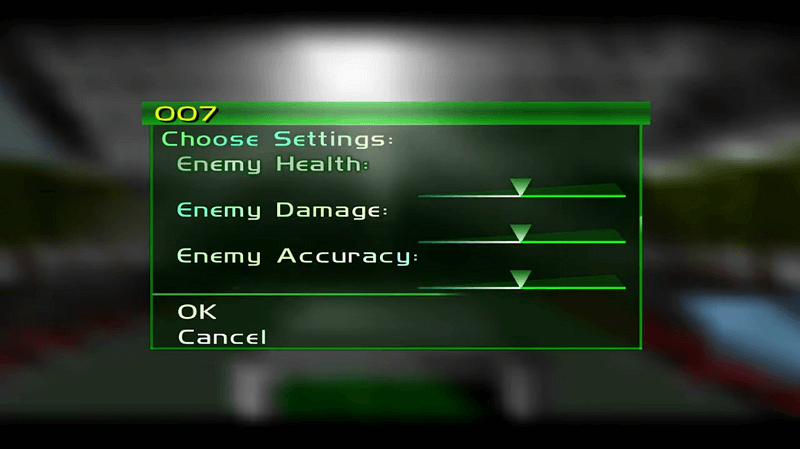 007
Choose Settings:
Enemy Health:
Enemy Damage:
Enemy Accuracy:
OK
Cancel